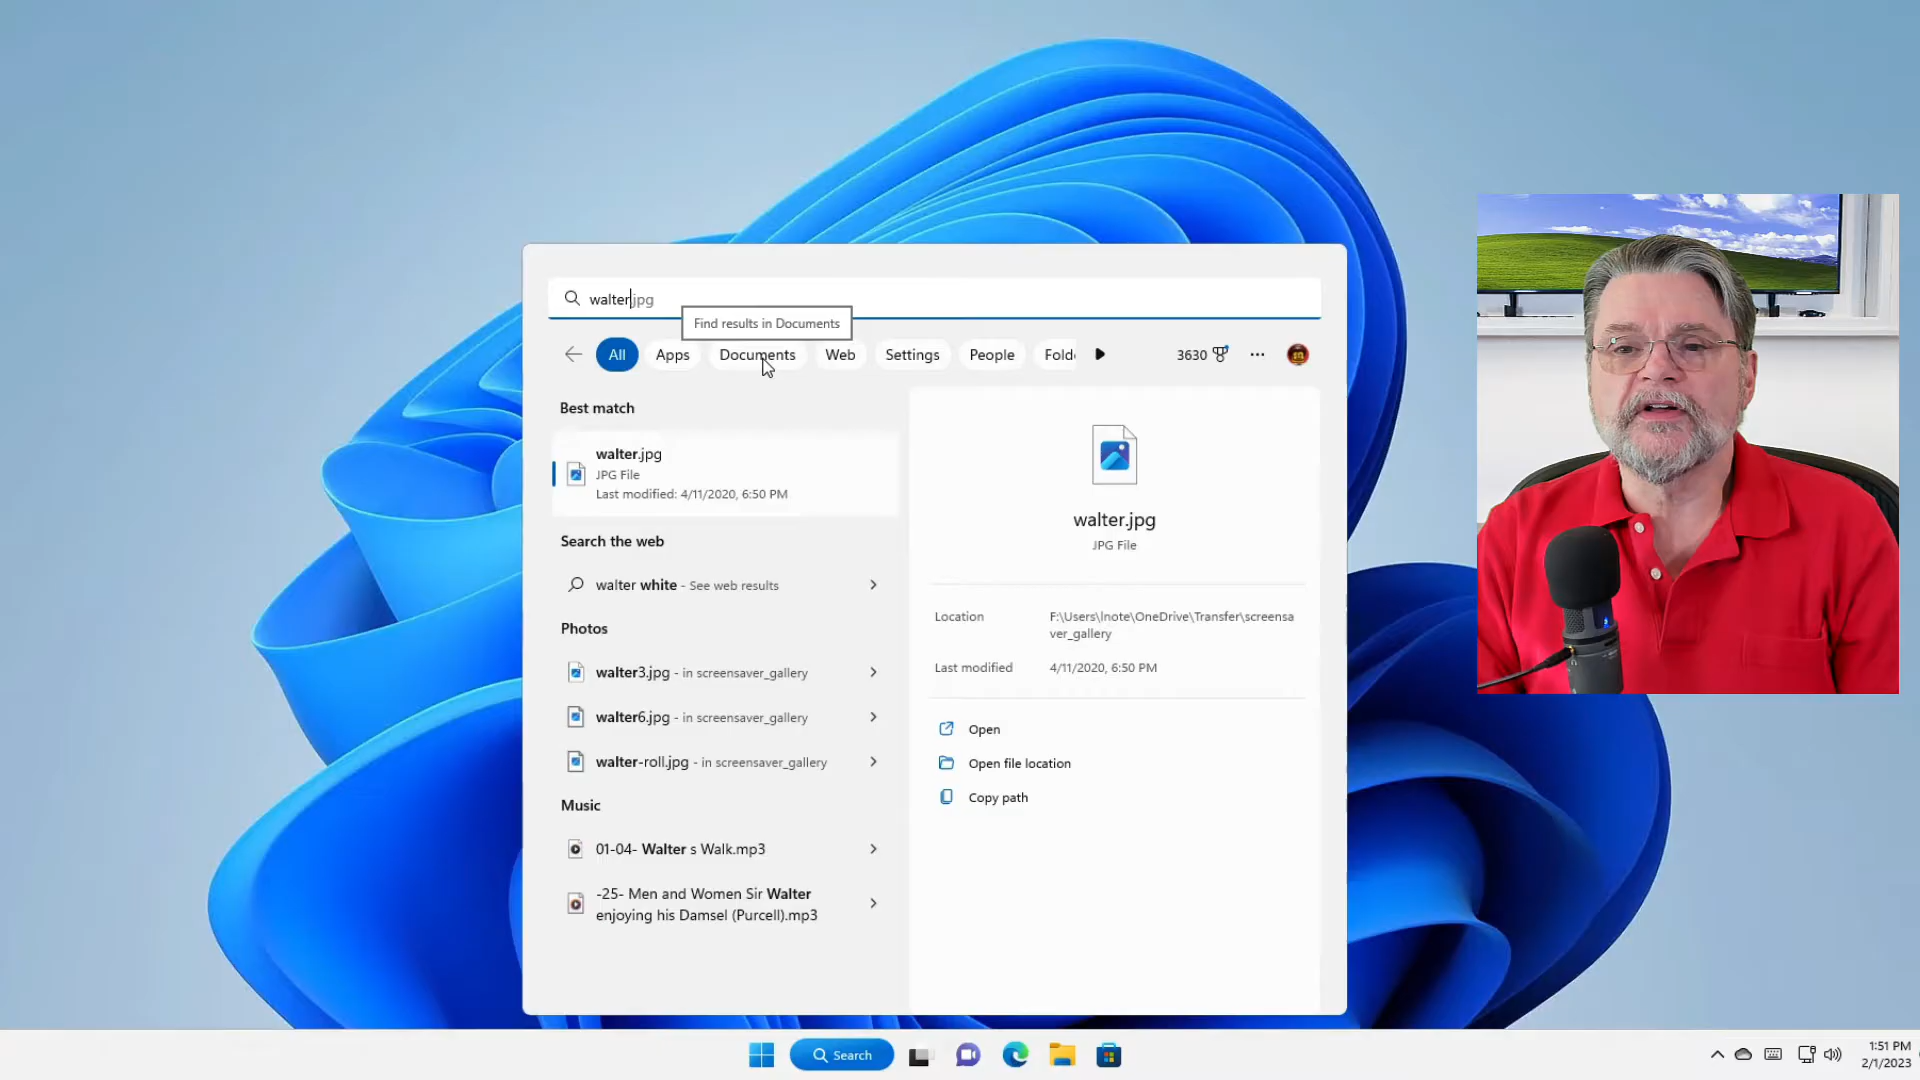 walter.jpg
Find results in Documents
All
Apps
Documents
Web
Settings
People
Folde
3630
Best match
walter.jpg
JPG File
Last modified: 4/11/2020, 6:50 PM
Search the web
walter white - See web results
Photos
walter3.jpg - in screensaver_gallery
walter6.jpg - in screensaver_gallery
walter-roll.jpg - in screensaver_gallery
Music
01-04- Walter s Walk.mp3
-25- Men and Women Sir Walter
enjoying his Damsel (Purcell).mp3
walter.jpg
JPG File
Location
F:\Users\lnote\OneDrive\Transfer\screensa
ver_gallery
Last modified
4/11/2020, 6:50 PM
Open
Open file location
Copy path
Search
1:51 PM
2/1/2023